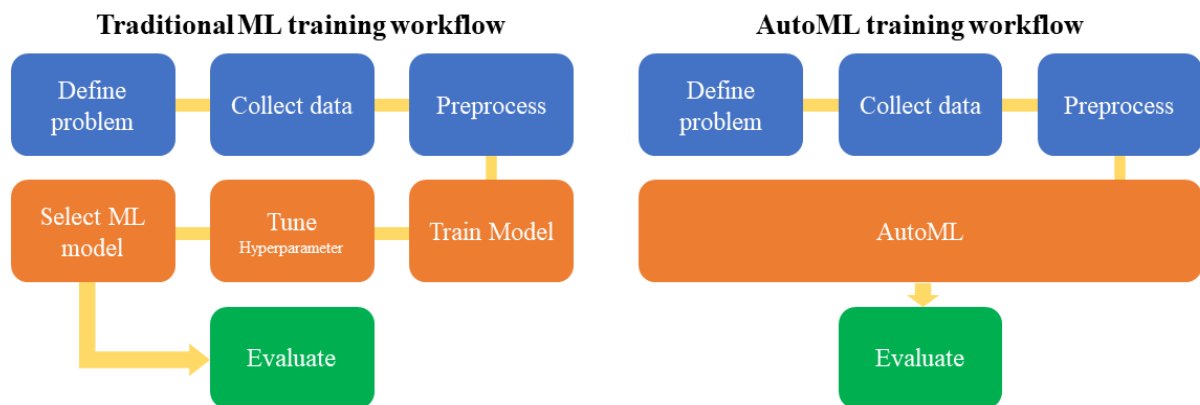 Traditional ML training workflow
Define
problem
Collect data
Preprocess
Select ML
model
Tune
Hyperparameter
Train Model
Evaluate
AutoML training workflow
Define
problem
Collect data
Preprocess
AutoML
Evaluate